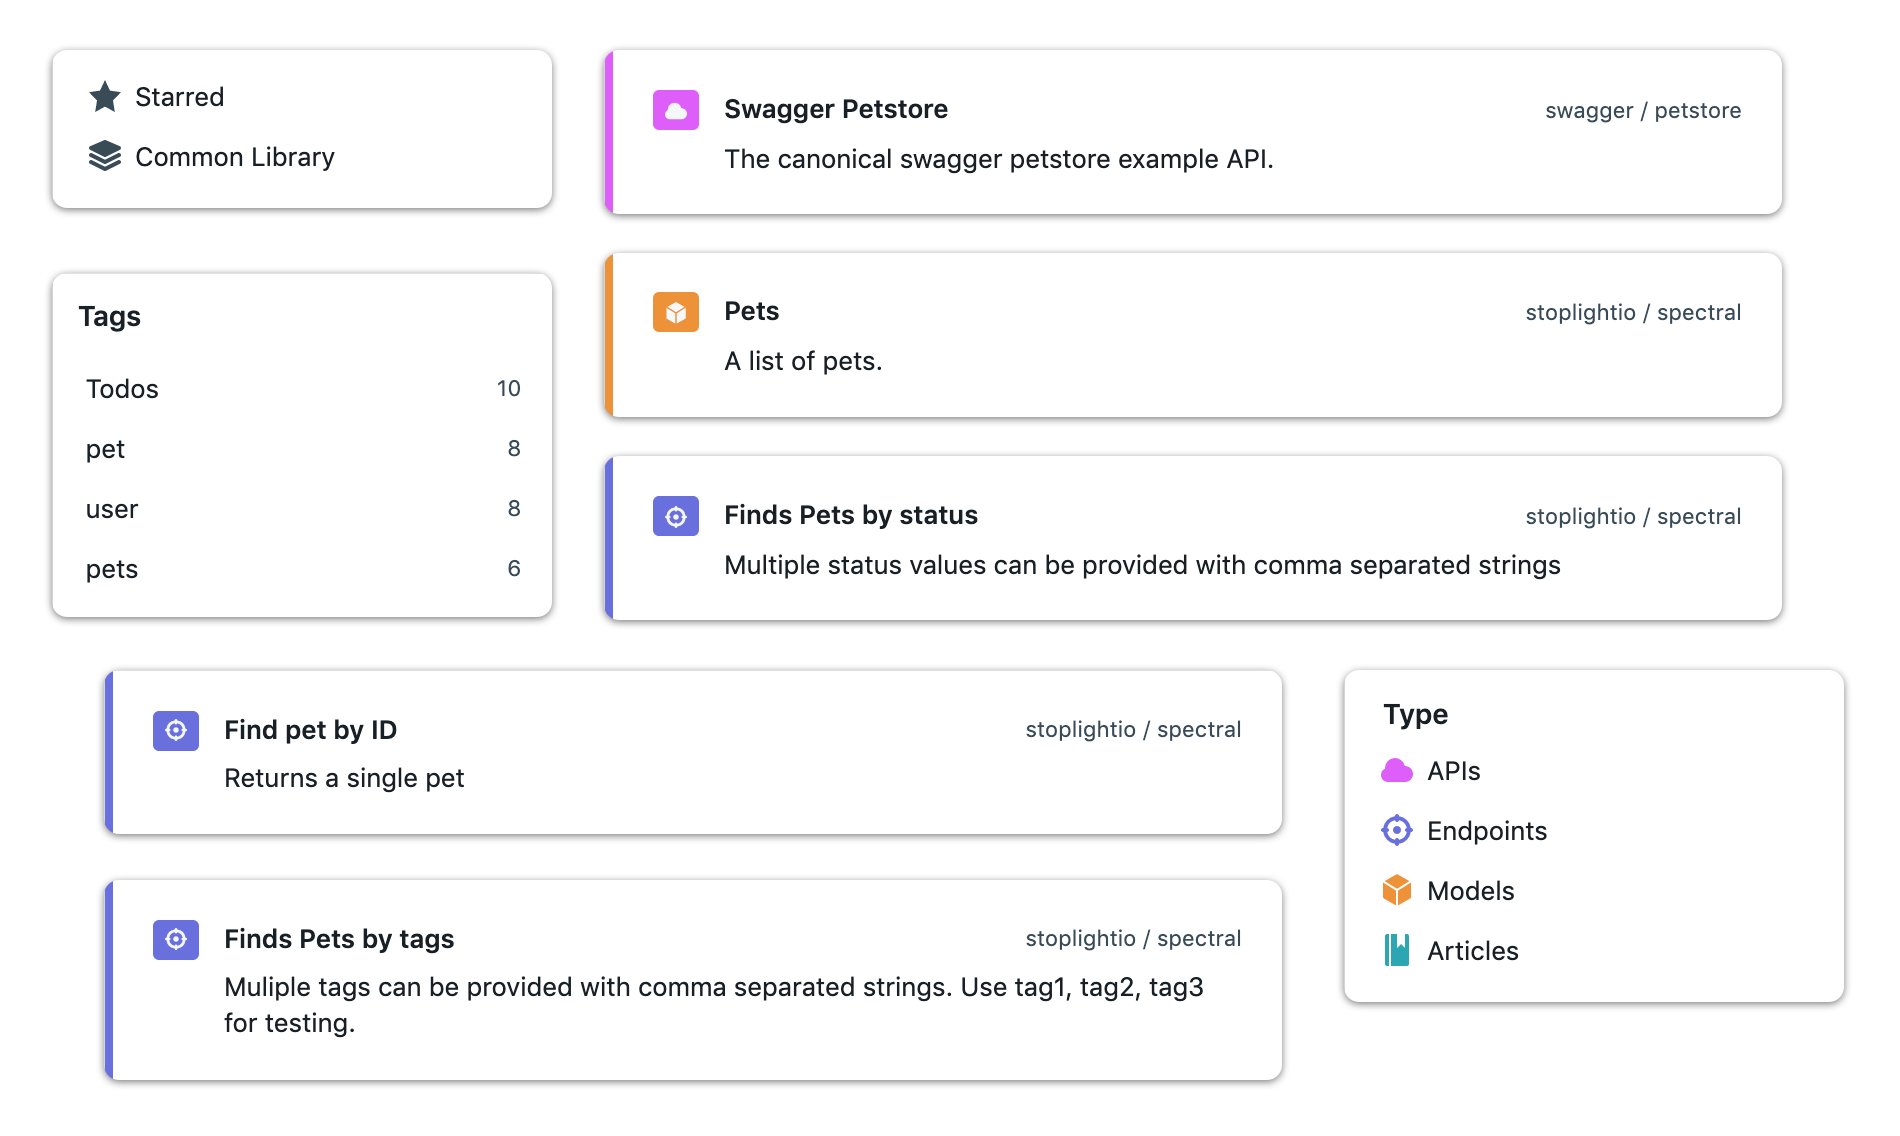 Starred
Common Library
Tags
Todos 10
pet 8
user 8
pets 6
Swagger Petstore swagger / petstore
The canonical swagger petstore example API.
Pets stoplightio / spectral
A list of pets.
Finds Pets by status stoplightio / spectral
Multiple status values can be provided with comma separated strings
Find pet by ID stoplightio / spectral
Returns a single pet
Finds Pets by tags stoplightio / spectral
Muliple tags can be provided with comma separated strings. Use tag1, tag2, tag3
for testing.
Type
APIs
Endpoints
Models
Articles